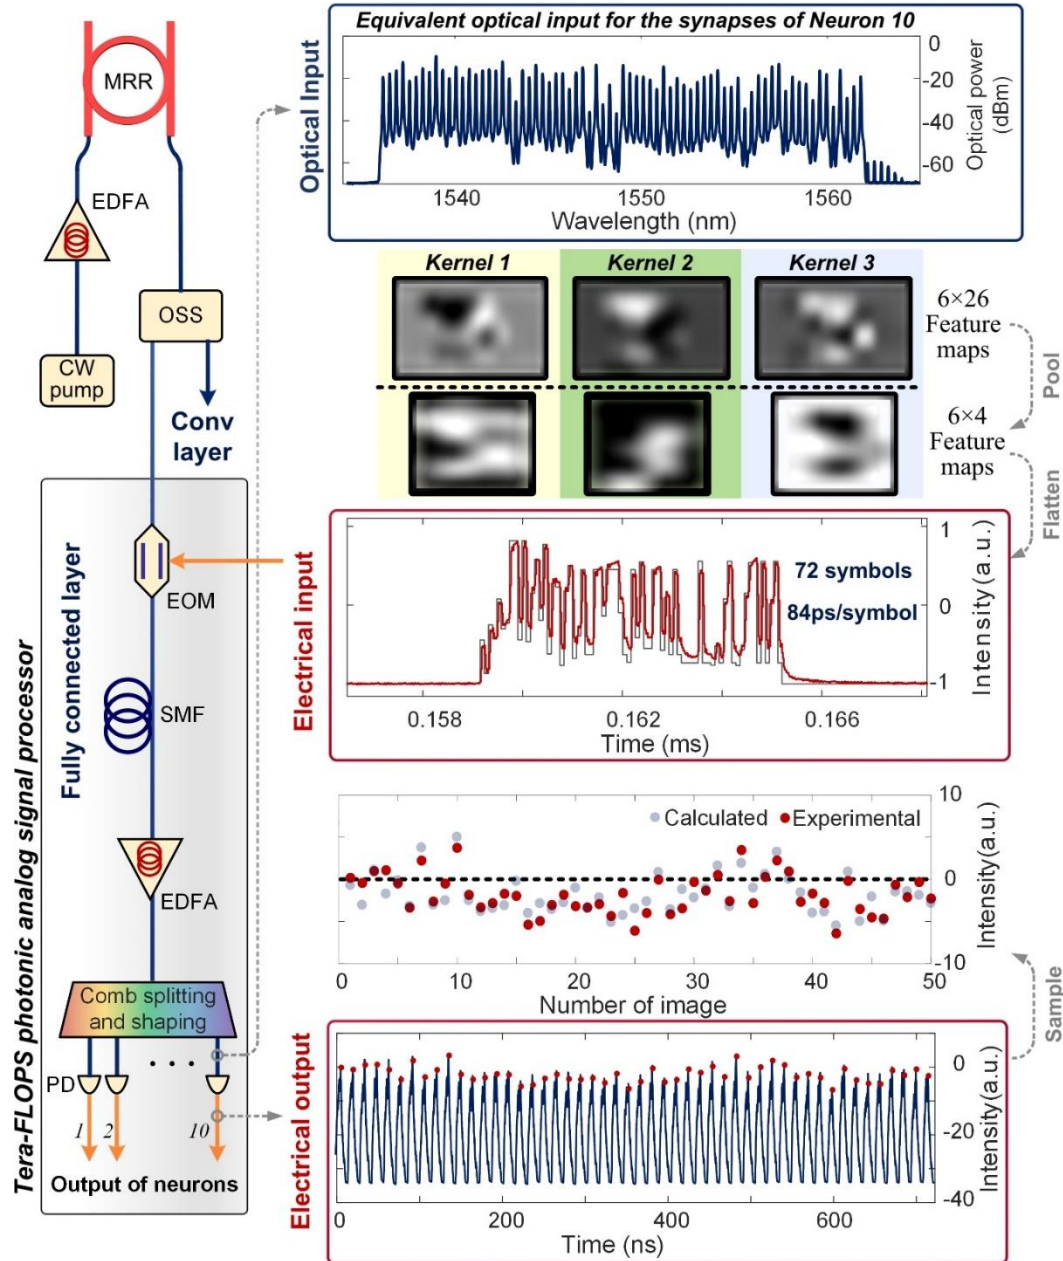 MRR
EDFA
OSS
CW
pump
Conv
layer
Tera-FLOPS photonic analog signal processor
Fully connected layer
EOM
SMF
EDFA
Comb splitting
and shaping
. . .
PD
1
2
10
Output of neurons
Optical Input
Equivalent optical input for the synapses of Neuron 10
0
-20
-40
-60
Optical power
(dBm)
1540
1550
1560
Wavelength (nm)
Kernel 1
Kernel 2
Kernel 3
6×26
Feature
maps
Pool
6×4
Feature
maps
Flatten
Electrical input
72 symbols
84ps/symbol
1
0
-1
Intensity (a.u.)
0.158
0.162
0.166
Time (ms)
Calculated
Experimental
10
0
-10
Intensity(a.u.)
0
10
20
30
40
50
Number of image
Sample
Electrical output
0
-20
-40
Intensity(a.u.)
0
200
400
600
Time (ns)